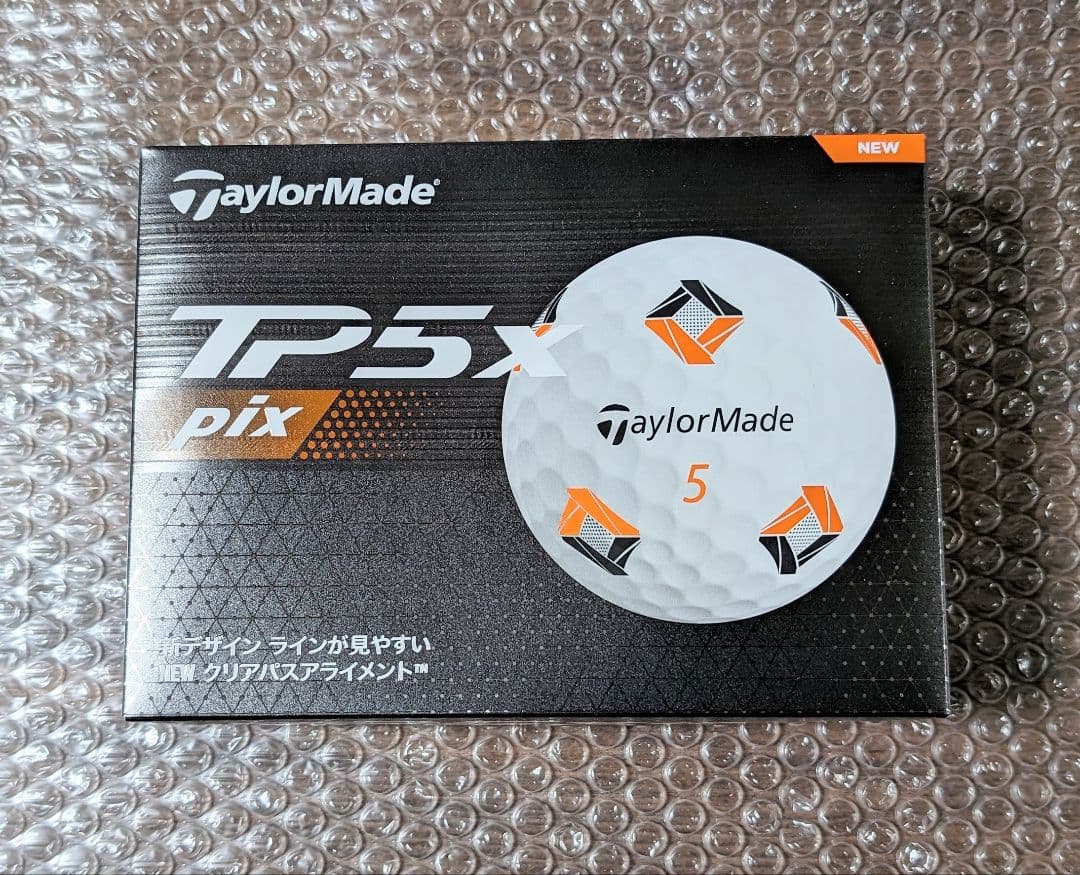 NEW
TaylorMade®
TP5x
pix
TaylorMade
5
新デザイン ラインが見やすい
NEW クリアパスアライメント™